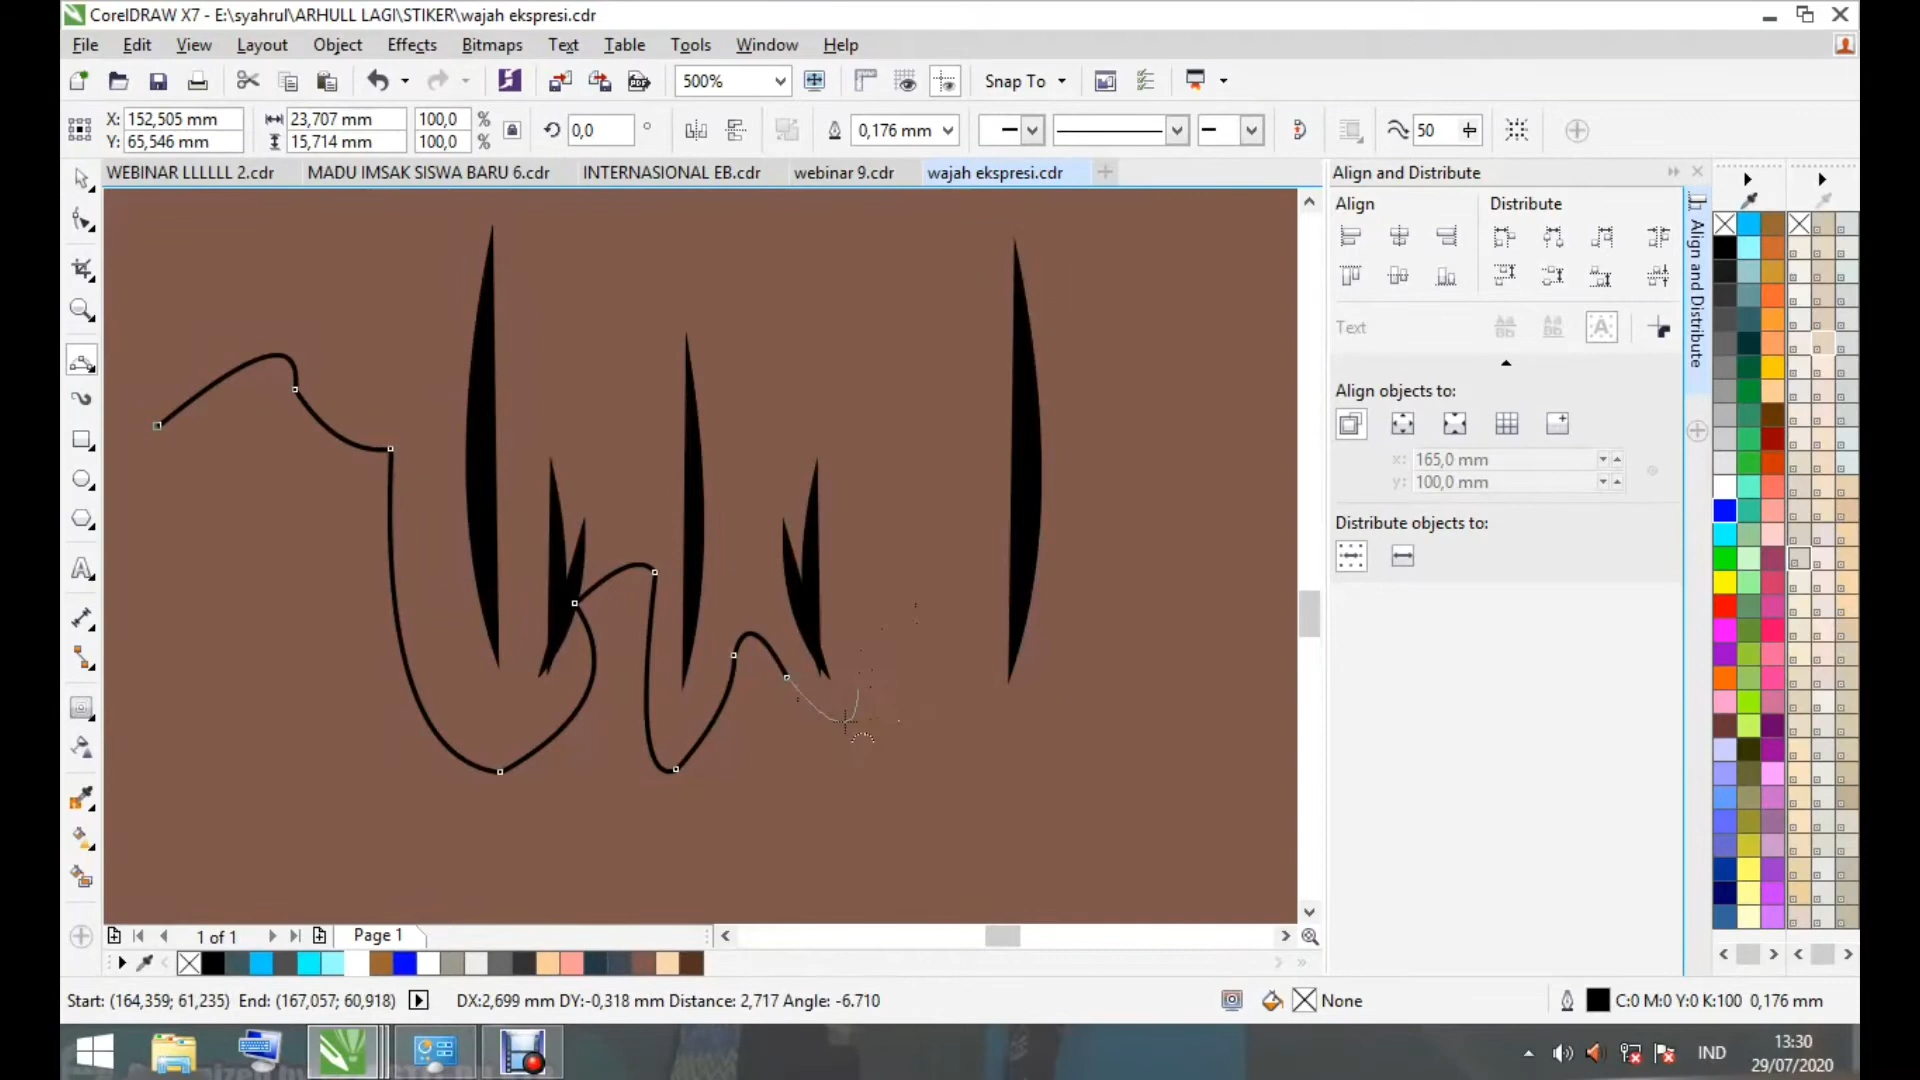 CorelDRAW X7 - E:\syahrul\ARHULL LAGI\STIKER\wajah ekspresi.cdr
File Edit View Layout Object Effects Bitmaps Text Table Tools Window Help
500% Snap To
X: 152,505 mm 23,707 mm 100,0 % 0,0 ° 0,176 mm 50
Y: 65,546 mm 15,714 mm 100,0 %
WEBINAR LLLLLL 2.cdr MADU IMSAK SISWA BARU 6.cdr INTERNASIONAL EB.cdr webinar 9.cdr wajah ekspresi.cdr
Align and Distribute
Align Distribute
Text
Align objects to:
x: 165,0 mm
y: 100,0 mm
Distribute objects to:
Align and Distribute
1 of 1 Page 1
Start: (164,359; 61,235) End: (167,057; 60,918) DX:2,699 mm DY:-0,318 mm Distance: 2,717 Angle: -6.710 None C:0 M:0 Y:0 K:100 0,176 mm
IND 13:30
29/07/2020